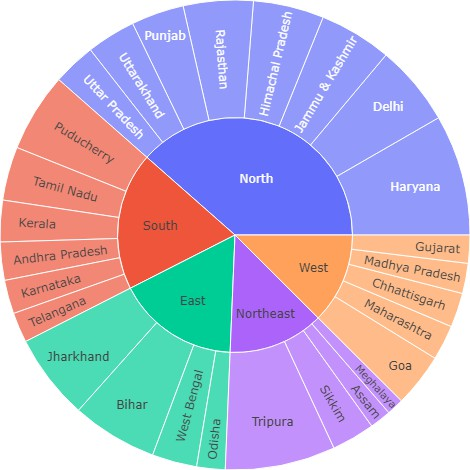 North
Haryana
Delhi
Jammu & Kashmir
Himachal Pradesh
Rajasthan
Punjab
Uttarakhand
Uttar Pradesh
South
Puducherry
Tamil Nadu
Kerala
Andhra Pradesh
Karnataka
Telangana
East
Jharkhand
Bihar
West Bengal
Odisha
Northeast
Tripura
Sikkim
Assam
Meghalaya
West
Goa
Maharashtra
Chhattisgarh
Madhya Pradesh
Gujarat